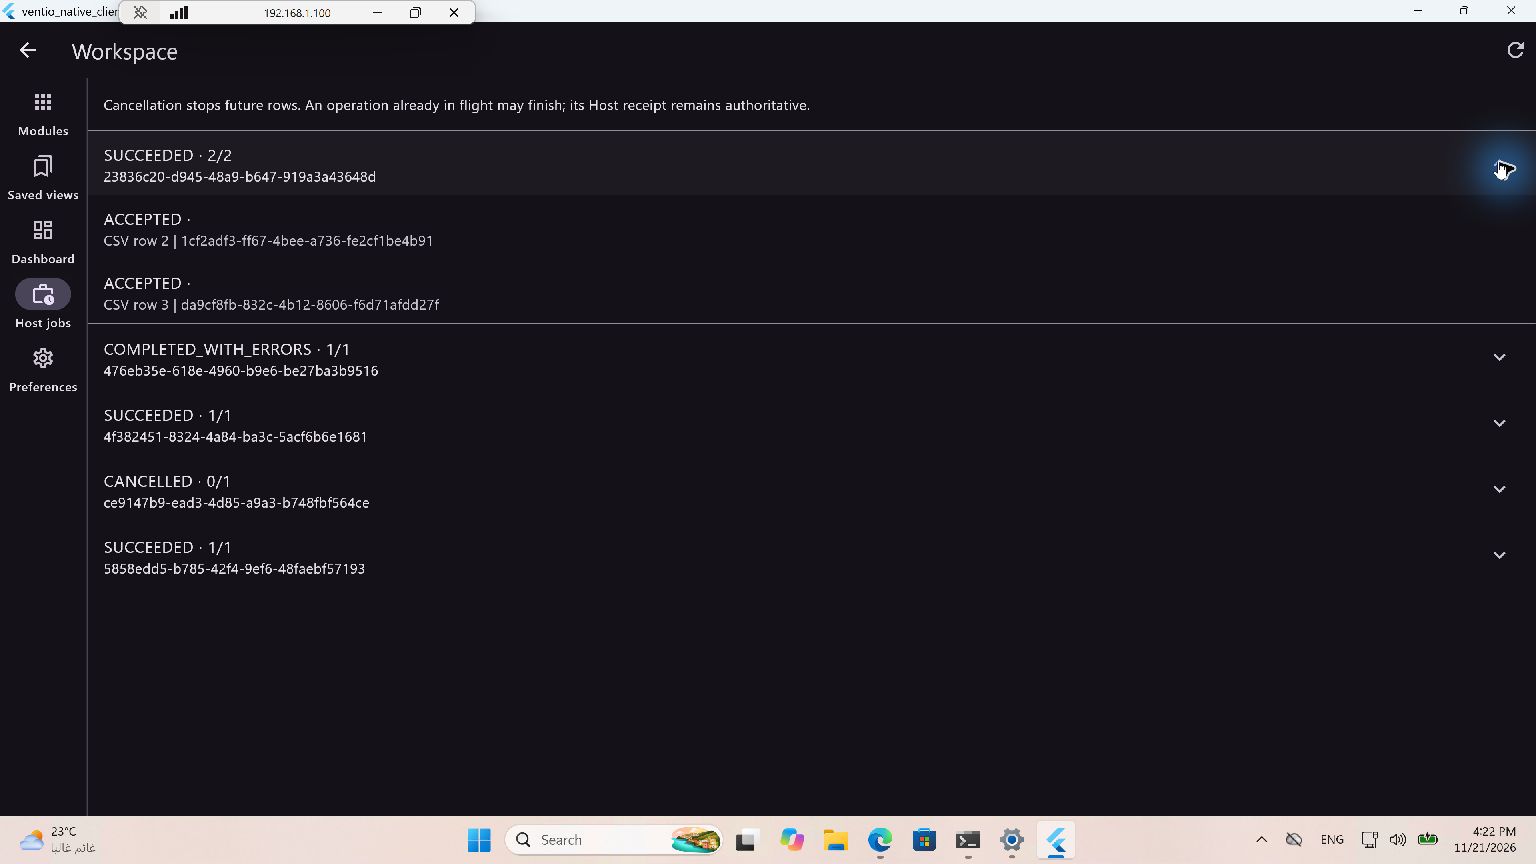 ventio_native_clien
192.168.1.100
Workspace
Modules
Saved views
Dashboard
Host jobs
Preferences
Cancellation stops future rows. An operation already in flight may finish; its Host receipt remains authoritative.
SUCCEEDED · 2/2
23836c20-d945-48a9-b647-919a3a43648d
ACCEPTED ·
CSV row 2 | 1cf2adf3-ff67-4bee-a736-fe2cf1be4b91
ACCEPTED ·
CSV row 3 | da9cf8fb-832c-4b12-8606-f6d71afdd27f
COMPLETED_WITH_ERRORS · 1/1
476eb35e-618e-4960-b9e6-be27ba3b9516
SUCCEEDED · 1/1
4f382451-8324-4a84-ba3c-5acf6b6e1681
CANCELLED · 0/1
ce9147b9-ead3-4d85-a9a3-b748fbf564ce
SUCCEEDED · 1/1
5858edd5-b785-42f4-9ef6-48faebf57193
23°C
غائم غالبا
Search
ENG
4:22 PM
11/21/2026